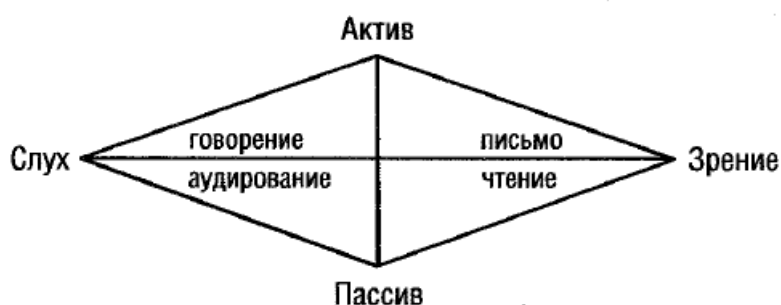 Актив
говорение письмо
Слух Зрение
аудирование чтение
Пассив